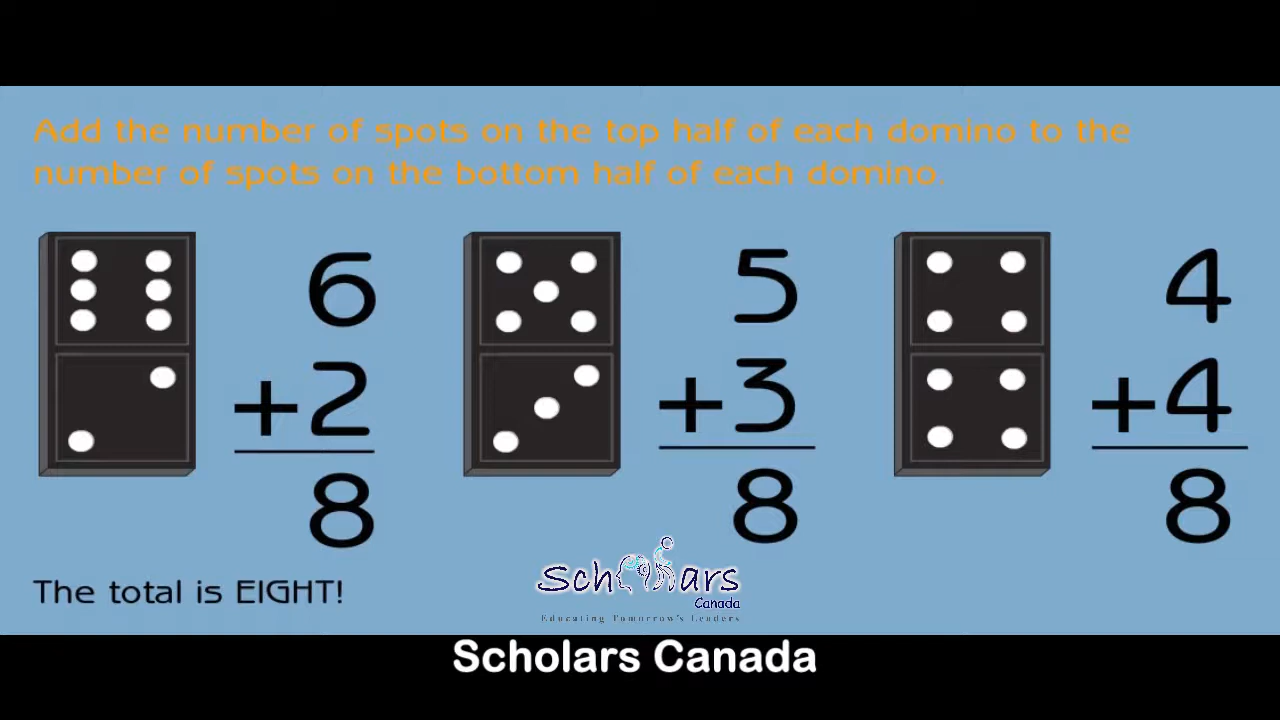 Add the number of spots on the top half of each domino to the
number of spots on the bottom half of each domino.
6
+2
8
5
+3
8
4
+4
8
The total is EIGHT!
Scholars
Canada
Educating Tomorrow's Leaders
Scholars Canada